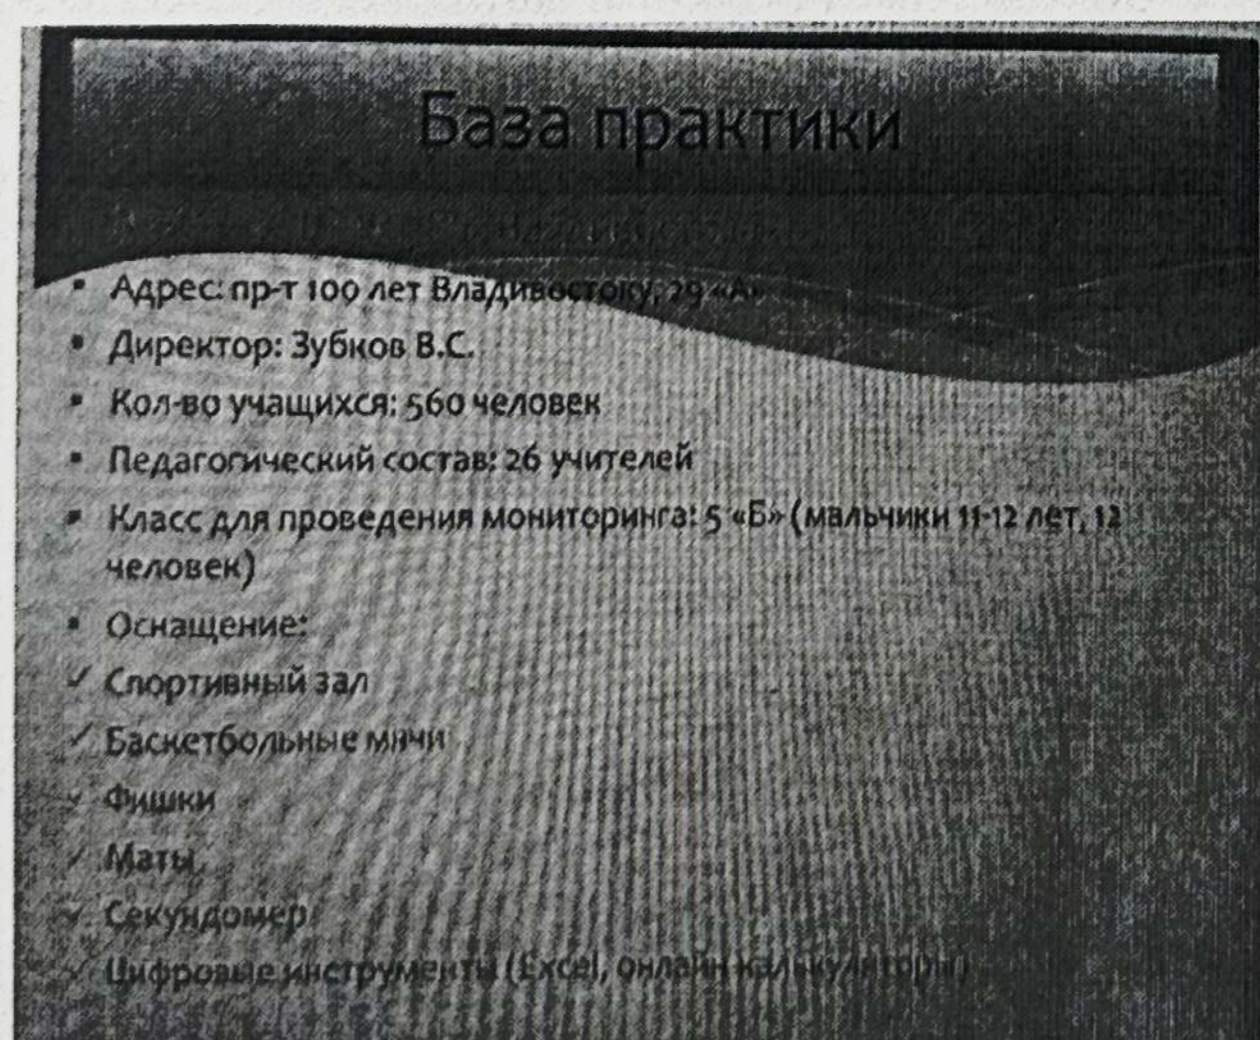 База практики
Адрес: пр-т 100 лет Владивостоку, 29 «А»
Директор: Зубков В.С.
Кол-во учащихся: 560 человек
Педагогический состав: 26 учителей
Класс для проведения мониторинга: 5 «Б» (мальчики 11-12 лет, 12
человек)
Оснащение:
Спортивный зал
Баскетбольные мячи
Фишки
Маты
Секундомер
Цифровые инструменты (Excel, онлайн калькуляторы)